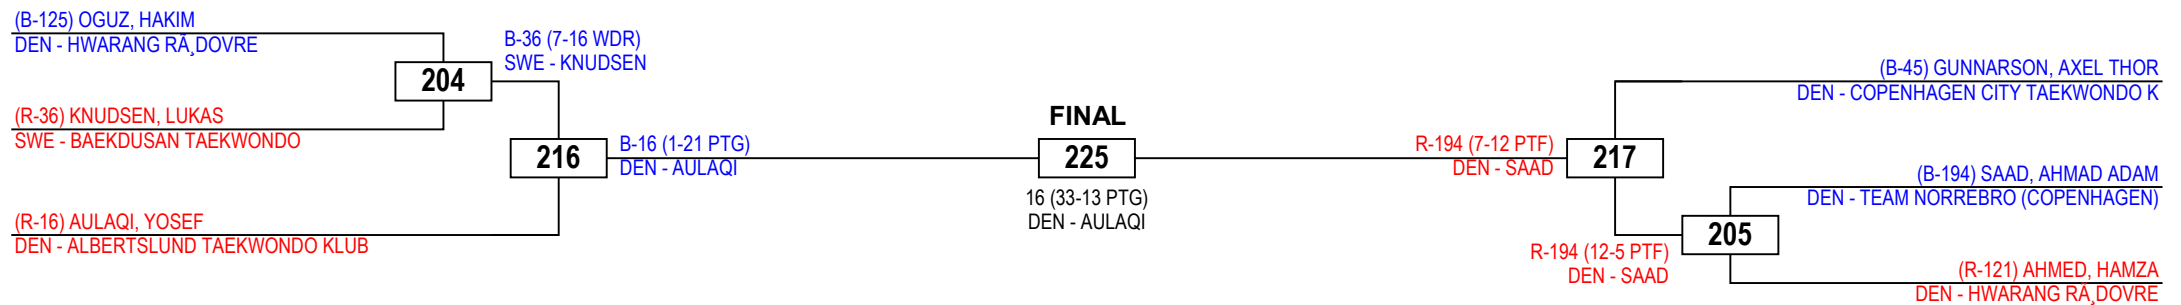 (B-125) OGUZ, HAKIM
DEN - HWARANG RÃ¸DOVRE
B-36 (7-16 WDR)
SWE - KNUDSEN
204
(R-36) KNUDSEN, LUKAS
SWE - BAEKDUSAN TAEKWONDO
216
B-16 (1-21 PTG)
DEN - AULAQI
(R-16) AULAQI, YOSEF
DEN - ALBERTSLUND TAEKWONDO KLUB
FINAL
225
16 (33-13 PTG)
DEN - AULAQI
(B-45) GUNNARSON, AXEL THOR
DEN - COPENHAGEN CITY TAEKWONDO K
R-194 (7-12 PTF)
DEN - SAAD
217
(B-194) SAAD, AHMAD ADAM
DEN - TEAM NORREBRO (COPENHAGEN)
205
R-194 (12-5 PTF)
DEN - SAAD
(R-121) AHMED, HAMZA
DEN - HWARANG RÃ¸DOVRE